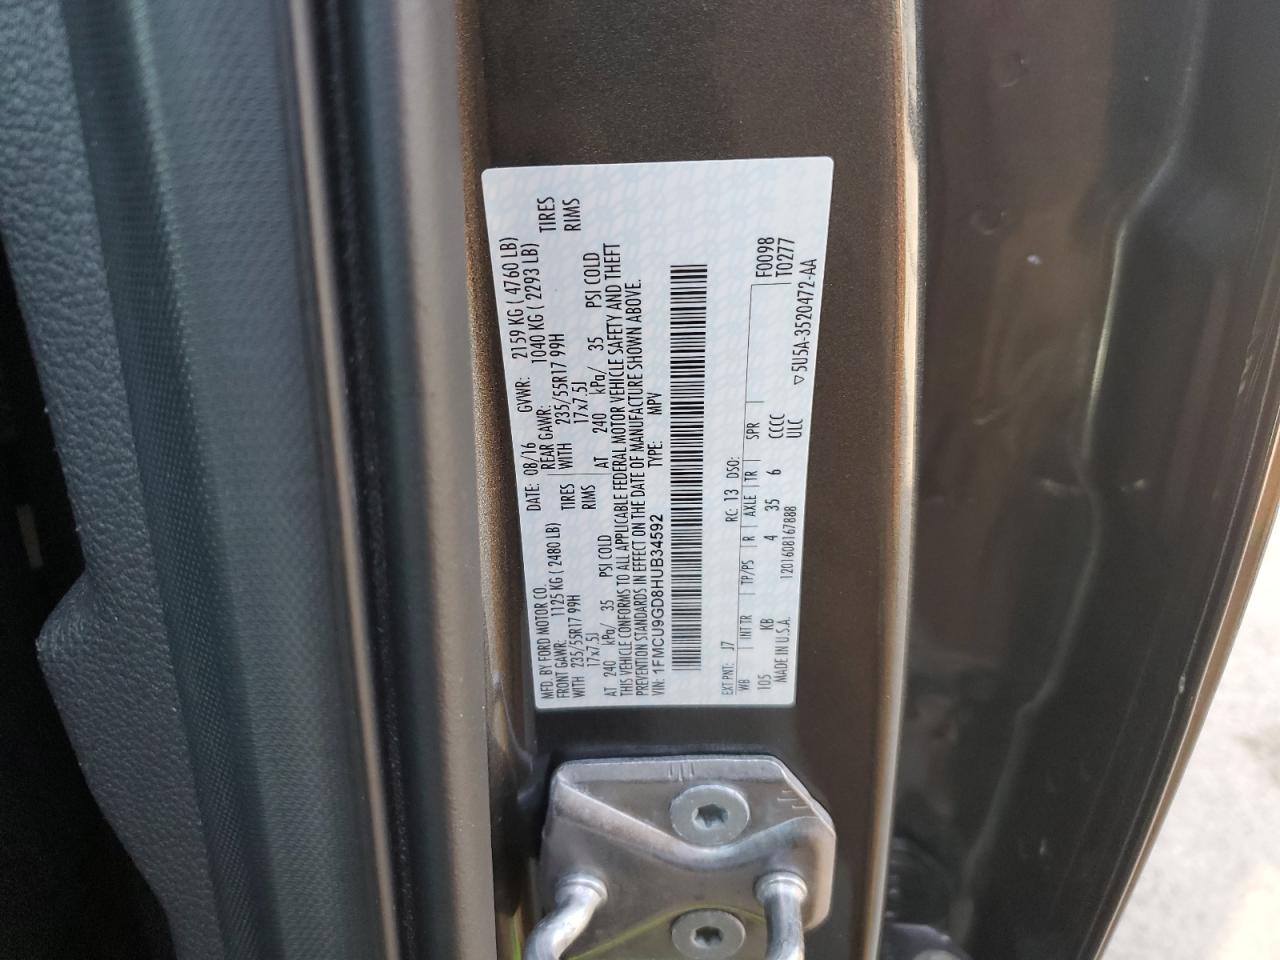 MFD. BY FORD MOTOR CO. DATE: 08/16 GVWR: 2159 KG ( 4760 LB)
FRONT GAWR: 1125 KG ( 2480 LB) REAR GAWR: 1040 KG ( 2293 LB)
WITH 235/55R17 99H TIRES WITH 235/55R17 99H TIRES
17x7.5J RIMS 17x7.5J RIMS
AT 240 kPa/ 35 PSI COLD AT 240 kPa/ 35 PSI COLD
THIS VEHICLE CONFORMS TO ALL APPLICABLE FEDERAL MOTOR VEHICLE SAFETY AND THEFT
PREVENTION STANDARDS IN EFFECT ON THE DATE OF MANUFACTURE SHOWN ABOVE.
VIN: 1FMCU9GD8HUB34592 TYPE: MPV
EXT PNT: J7 RC: 13 DSO:
WB INT TR TP/PS R AXLE TR SPR F0098
105 KB 4 35 6 CCCC T0277
MADE IN U.S.A. 1201608167888 ULC ▽5U5A-3520472-AA